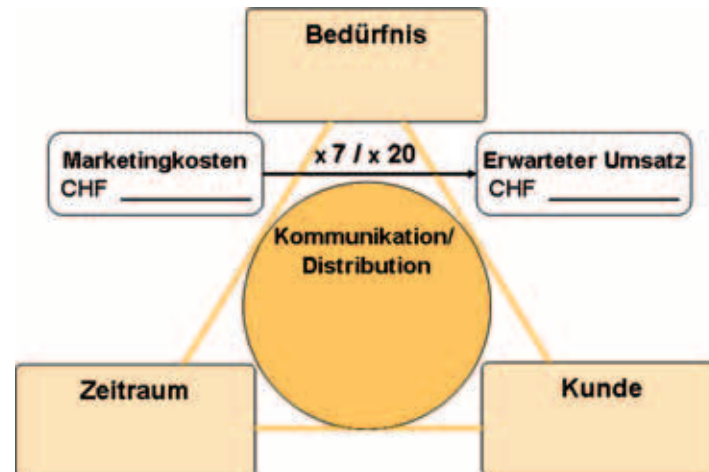 Bedürfnis
Marketingkosten
CHF
x 7 / x 20
Erwarteter Umsatz
CHF
Kommunikation/
Distribution
Zeitraum
Kunde